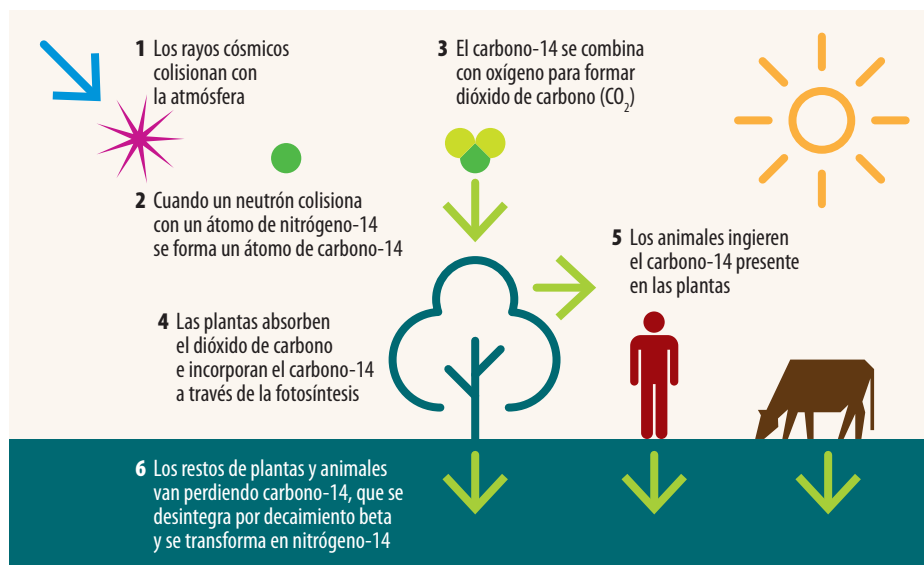 1 Los rayos cósmicos
colisionan con
la atmósfera
2 Cuando un neutrón colisiona
con un átomo de nitrógeno-14
se forma un átomo de carbono-14
3 El carbono-14 se combina
con oxígeno para formar
dióxido de carbono (CO₂)
4 Las plantas absorben
el dióxido de carbono
e incorporan el carbono-14
a través de la fotosíntesis
5 Los animales ingieren
el carbono-14 presente
en las plantas
6 Los restos de plantas y animales
van perdiendo carbono-14, que se
desintegra por decaimiento beta
y se transforma en nitrógeno-14